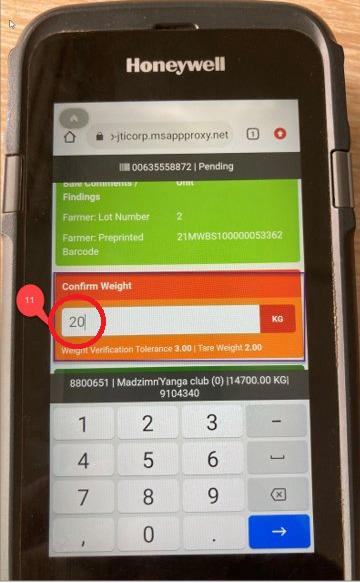 Honeywell
›-jticorp.msappproxy.net
1
00635558872 | Pending
Bale Comments / Unit
Findings
Farmer: Lot Number 2
Farmer: Preprinted 21MWBS100000053362
Barcode
Confirm Weight
11
20
KG
Weight Verification Tolerance 3.00 | Tare Weight 2.00
8800651 | Madzimn'Yanga club (0) |14700.00 KG|
9104340
1 2 3 –
4 5 6
7 8 9
, 0 .